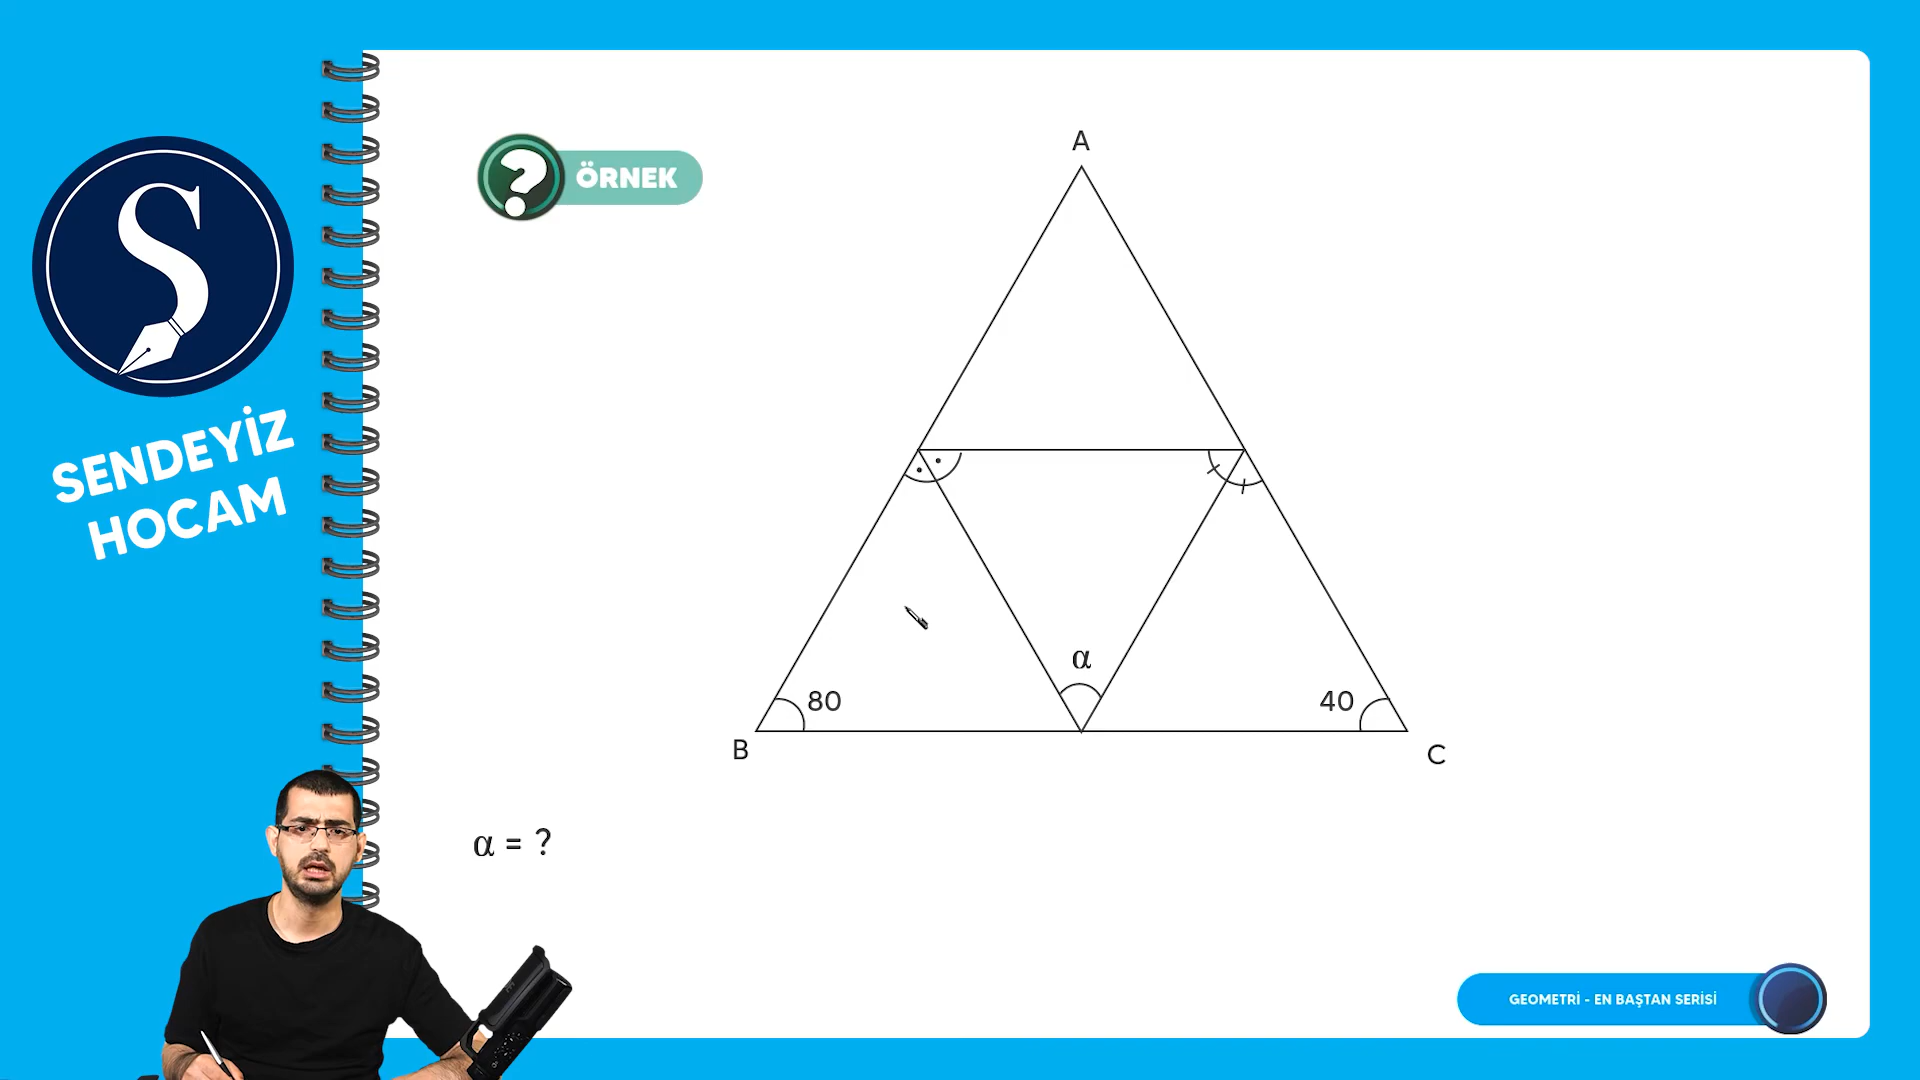 SENDEYİZ
HOCAM
ÖRNEK
A
α
80
40
B
C
α = ?
GEOMETRİ - EN BAŞTAN SERİSİ